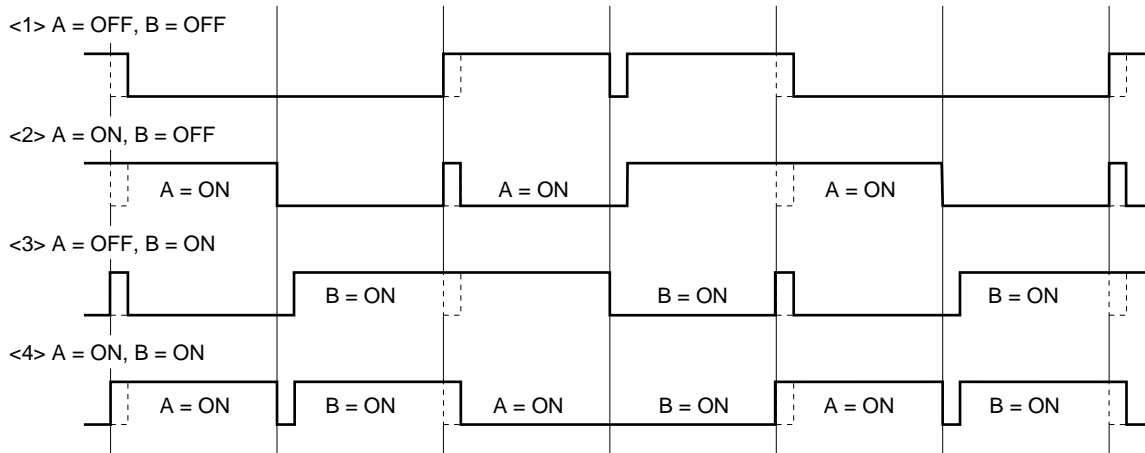 <1> A = OFF, B = OFF
<2> A = ON, B = OFF
A = ON A = ON A = ON
<3> A = OFF, B = ON
B = ON B = ON B = ON
<4> A = ON, B = ON
A = ON B = ON A = ON B = ON A = ON B = ON